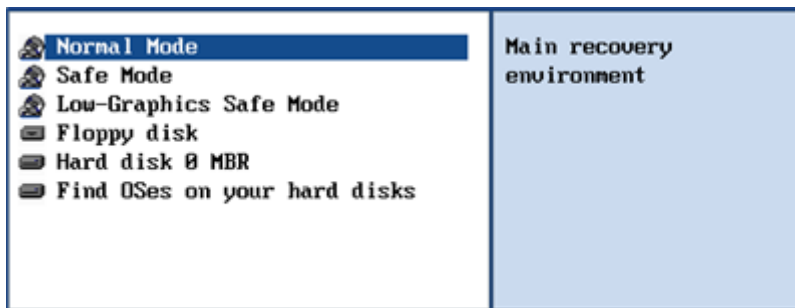 Normal Mode
Safe Mode
Low-Graphics Safe Mode
Floppy disk
Hard disk 0 MBR
Find OSes on your hard disks
Main recovery
environment